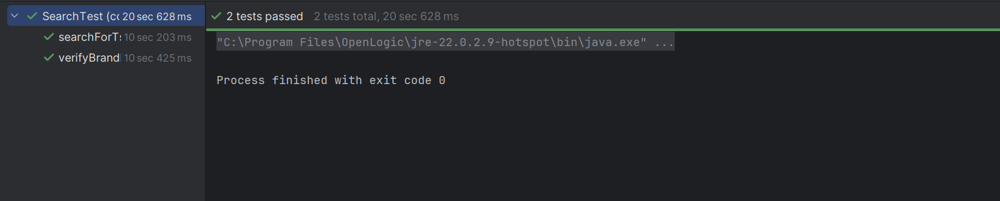 SearchTest (co 20 sec 628 ms
searchForTs 10 sec 203 ms
verifyBrand 10 sec 425 ms
2 tests passed 2 tests total, 20 sec 628 ms
"C:\Program Files\OpenLogic\jre-22.0.2.9-hotspot\bin\java.exe" ...
Process finished with exit code 0